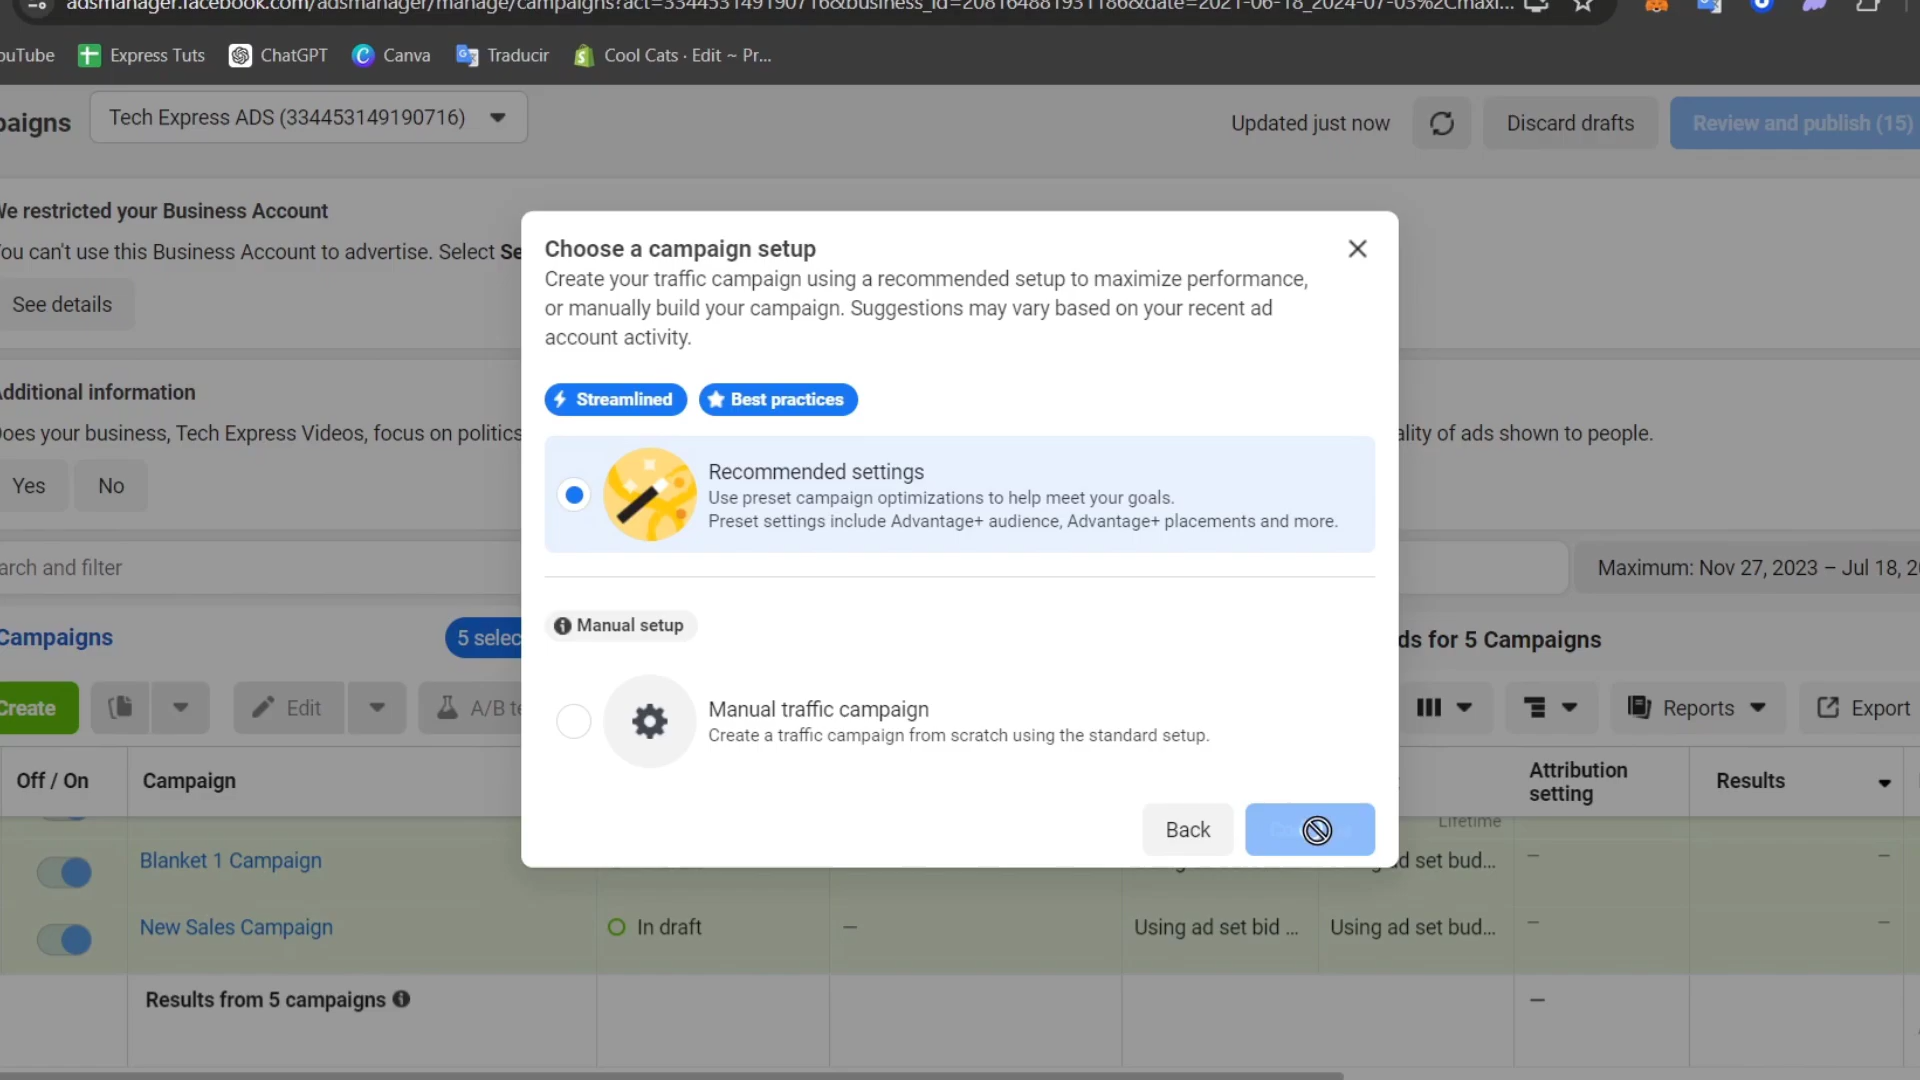 adsmanager.facebook.com/adsmanager/manage/campaigns?act=334453149190716&business_id=208164881931186&date=2021-06-18_2024-07-03%2Cmaxi...
ouTube Express Tuts ChatGPT Canva Traducir Cool Cats · Edit ~ Pr...
paigns Tech Express ADS (334453149190716) Updated just now Discard drafts Review and publish (15)
We restricted your Business Account
You can't use this Business Account to advertise. Select Se
See details
Additional information
Does your business, Tech Express Videos, focus on politics
ality of ads shown to people.
Yes No
arch and filter
Maximum: Nov 27, 2023 – Jul 18, 20
Campaigns 5 selec
ds for 5 Campaigns
Create Edit A/B te
Reports Export
Off / On Campaign
Attribution
setting
Results
Lifetime
Blanket 1 Campaign
d set bud... —
—
New Sales Campaign In draft — Using ad set bid ... Using ad set bud... — —
Results from 5 campaigns —
Choose a campaign setup
Create your traffic campaign using a recommended setup to maximize performance,
or manually build your campaign. Suggestions may vary based on your recent ad
account activity.
Streamlined Best practices
Recommended settings
Use preset campaign optimizations to help meet your goals.
Preset settings include Advantage+ audience, Advantage+ placements and more.
Manual setup
Manual traffic campaign
Create a traffic campaign from scratch using the standard setup.
Back